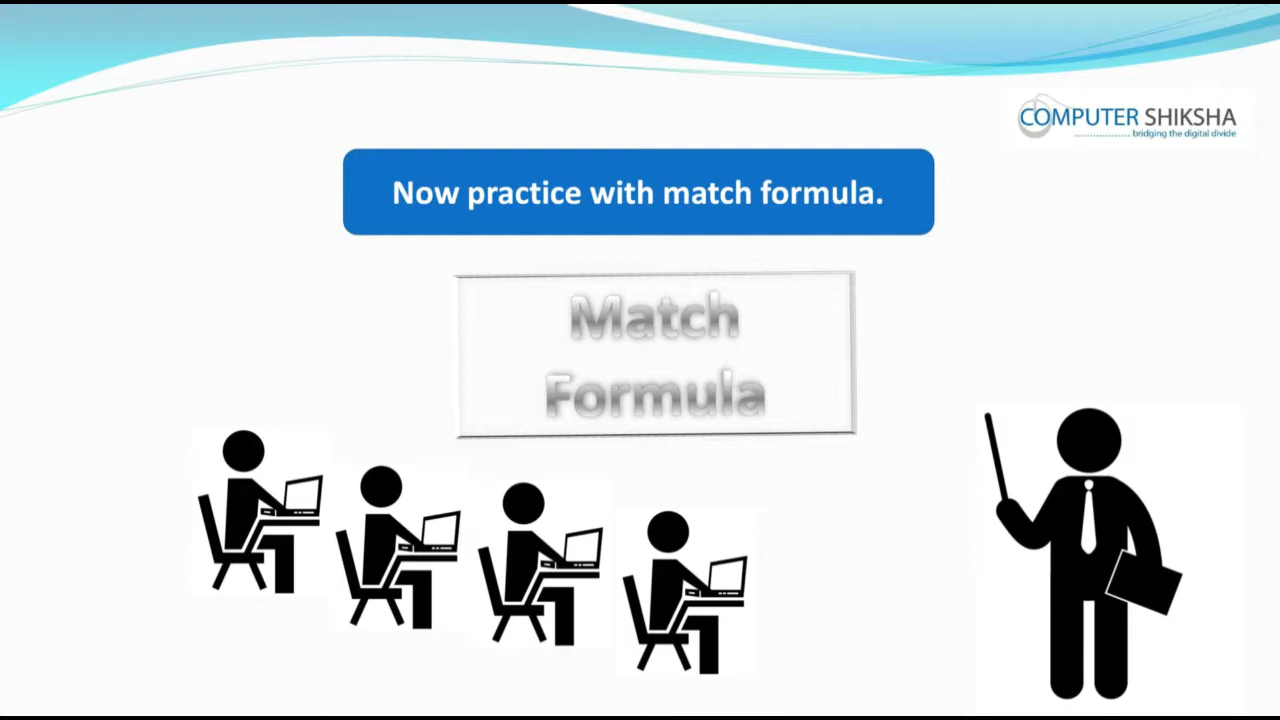 COMPUTER SHIKSHA
bridging the digital divide
Now practice with match formula.
Match
Formula